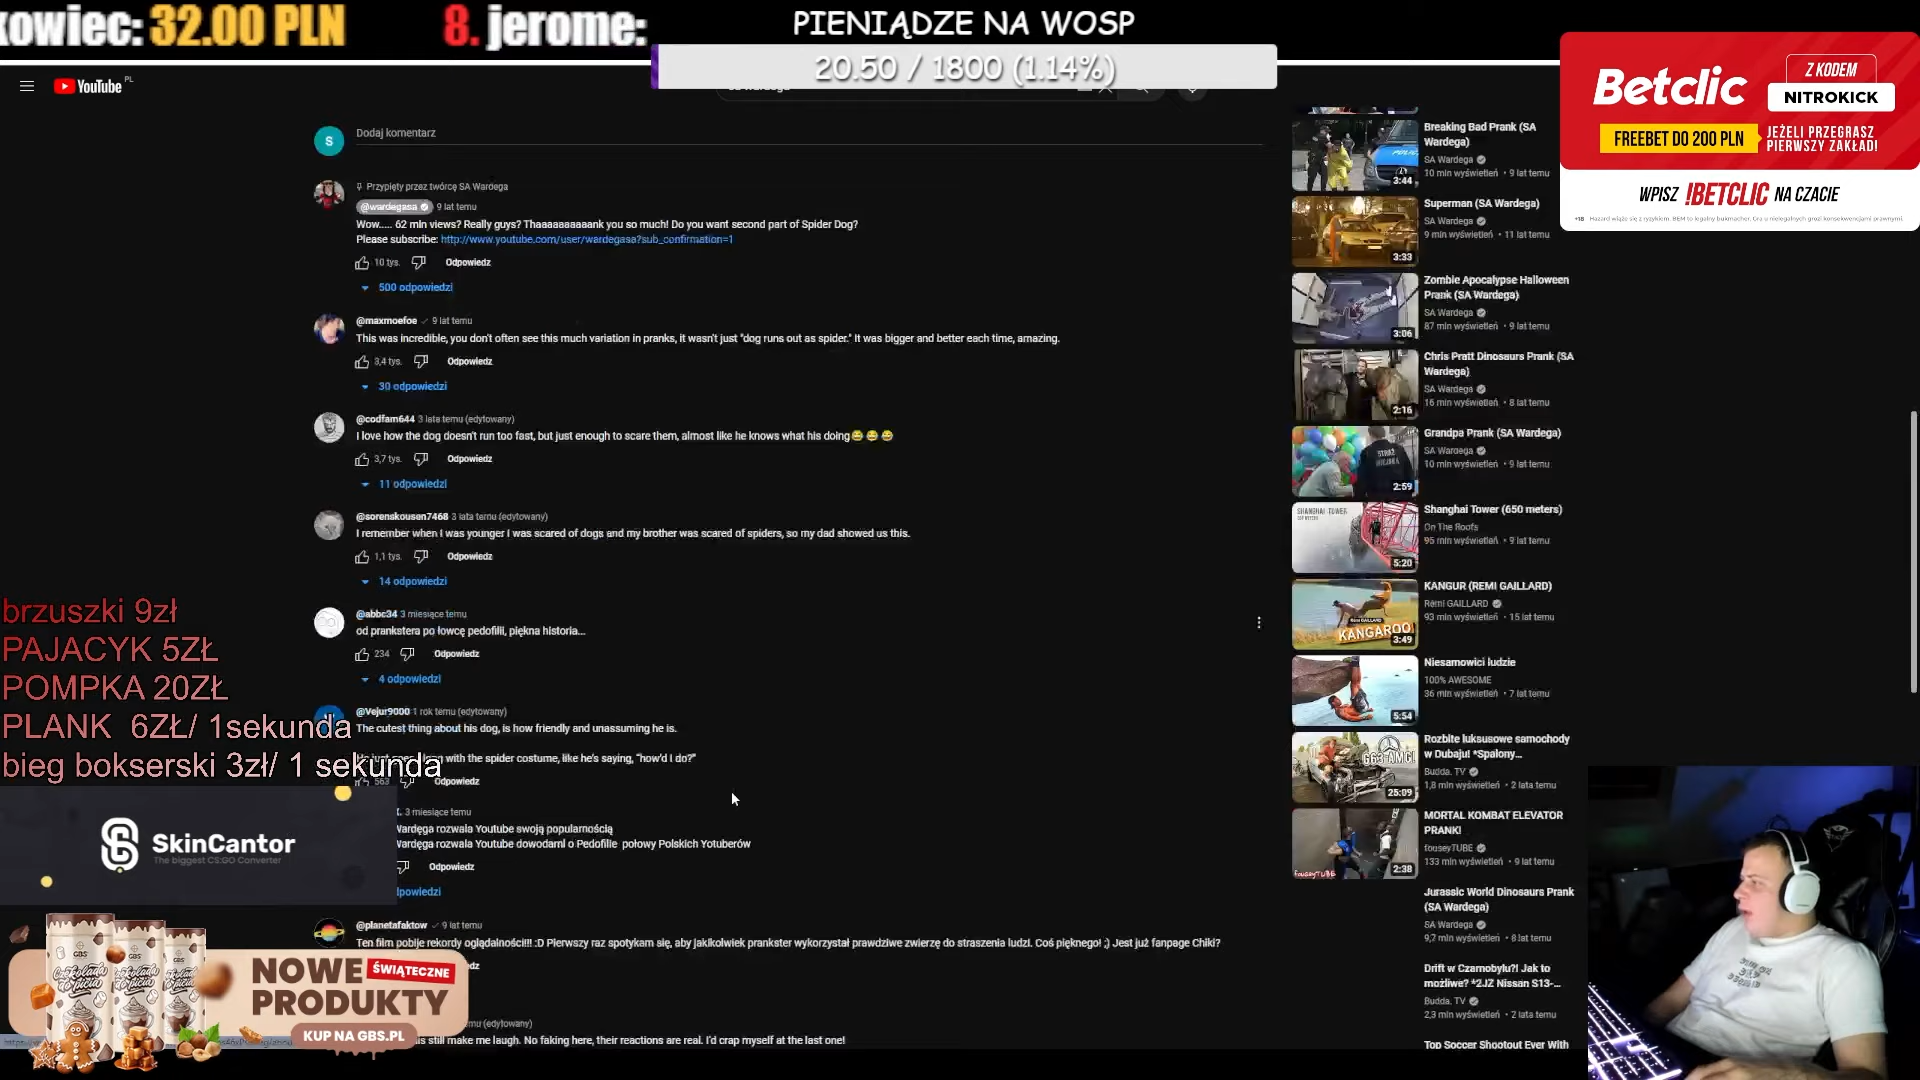 kowiec: 32.00 PLN
8. jerome:
PIENIĄDZE NA WOSP
20.50 / 1800 (1.14%)
Betclic
Z KODEM
NITROKICK
FREEBET DO 200 PLN
JEŻELI PRZEGRASZ
PIERWSZY ZAKŁAD!
WPISZ !BETCLIC NA CZACIE
YouTube PL
S
Dodaj komentarz
Przypięty przez twórcę SA Wardega
@wardegasa 9 lat temu
Wow..... 62 mln views? Really guys? Thaaaaaaaaaank you so much! Do you want second part of Spider Dog?
Please subscribe: http://www.youtube.com/user/wardegasa?sub_confirmation=1
10 tys. Odpowiedz
500 odpowiedzi
@maxmoefoe 9 lat temu
This was incredible, you don't often see this much variation in pranks, it wasn't just "dog runs out as spider." It was bigger and better each time, amazing.
3,4 tys. Odpowiedz
30 odpowiedzi
@codfam644 3 lata temu (edytowany)
I love how the dog doesn't run too fast, but just enough to scare them, almost like he knows what his doing😂 😂 😂
3,7 tys. Odpowiedz
11 odpowiedzi
@sorenskousen7468 3 lata temu (edytowany)
I remember when I was younger I was scared of dogs and my brother was scared of spiders, so my dad showed us this.
1,1 tys. Odpowiedz
14 odpowiedzi
@abbc34 3 miesiące temu
od prankstera po łowcę pedofilii, piękna historia...
234 Odpowiedz
4 odpowiedzi
@Vejur9000 1 rok temu (edytowany)
The cutest thing about his dog, is how friendly and unassuming he is.
with the spider costume, like he's saying, "how'd I do?"
563 Odpowiedz
3 miesiące temu
Wardęga rozwala Youtube swoją popularnością
Wardęga rozwala Youtube dowodami o Pedofilie połowy Polskich Yotuberów
Odpowiedz
powiedzi
@planetafaktow 9 lat temu
Ten film pobije rekordy oglądalności!!! :D Pierwszy raz spotykam się, aby jakikolwiek prankster wykorzystał prawdziwe zwierzę do straszenia ludzi. Coś pięknego! ;) Jest już fanpage Chiki?
dz
mu (edytowany)
s still make me laugh. No faking here, their reactions are real. I'd crap myself at the last one!
Breaking Bad Prank (SA
Wardega)
SA Wardega
10 mln wyświetleń • 9 lat temu
3:44
Superman (SA Wardega)
SA Wardega
9 mln wyświetleń • 11 lat temu
3:33
Zombie Apocalypse Halloween
Prank (SA Wardega)
SA Wardega
87 mln wyświetleń • 9 lat temu
3:06
Chris Pratt Dinosaurs Prank (SA
Wardega)
SA Wardega
16 mln wyświetleń • 8 lat temu
2:16
Grandpa Prank (SA Wardega)
SA Wardega
10 mln wyświetleń • 9 lat temu
STRAŻ
MIEJSKA
2:59
Shanghai Tower (650 meters)
On The Roofs
95 mln wyświetleń • 9 lat temu
SHANGHAI TOWER
5:20
KANGUR (REMI GAILLARD)
Rémi GAILLARD
93 mln wyświetleń • 15 lat temu
KANGAROO
3:49
Niesamowici ludzie
100% AWESOME
36 mln wyświetleń • 7 lat temu
5:54
Rozbite luksusowe samochody
w Dubaju! *Spalony...
Budda. TV
1,8 mln wyświetleń • 2 lata temu
G63 AMG!
25:09
MORTAL KOMBAT ELEVATOR
PRANK!
fouseyTUBE
133 mln wyświetleń • 9 lat temu
fouseyTUBE
2:38
Jurassic World Dinosaurs Prank
(SA Wardega)
SA Wardega
9,7 mln wyświetleń • 8 lat temu
Drift w Czarnobylu?! Jak to
możliwe? *2JZ Nissan S13-...
Budda. TV
2,3 mln wyświetleń • 2 lata temu
Top Soccer Shootout Ever With
brzuszki 9zł
PAJACYK 5ZŁ
POMPKA 20ZŁ
PLANK 6ZŁ/ 1sekunda
bieg bokserski 3zł/ 1 sekunda
SkinCantor
The biggest CS:GO Converter
GBS
Czekolada
do picia
NOWE ŚWIĄTECZNE
PRODUKTY
KUP NA GBS.PL